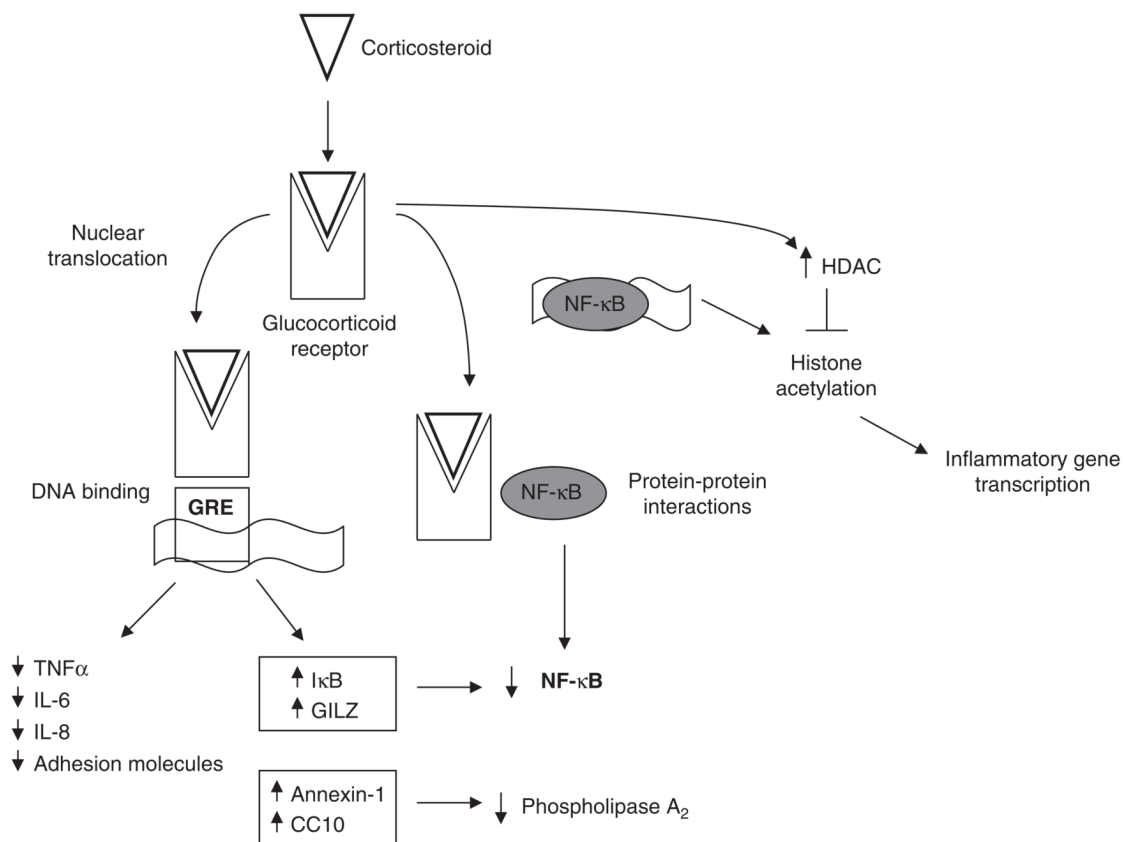 Corticosteroid
Nuclear
translocation
Glucocorticoid
receptor
HDAC
NF-κB
Histone
acetylation
Inflammatory gene
transcription
DNA binding
GRE
NF-κB
Protein-protein
interactions
TNFα
IL-6
IL-8
Adhesion molecules
IκB
GILZ
NF-κB
Annexin-1
CC10
Phospholipase A₂